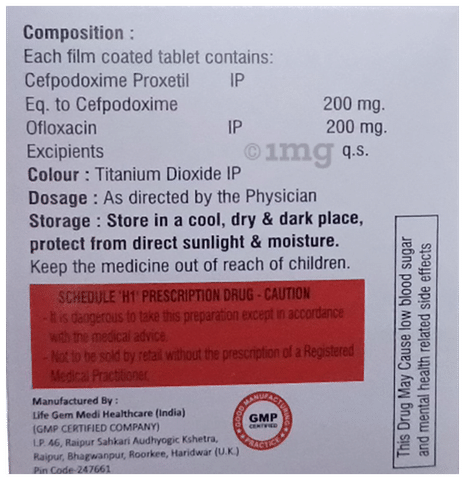 Composition :
Each film coated tablet contains:
Cefpodoxime Proxetil IP
Eq. to Cefpodoxime 200 mg.
Ofloxacin IP 200 mg.
Excipients q.s.
©1mg
Colour : Titanium Dioxide IP
Dosage : As directed by the Physician
Storage : Store in a cool, dry & dark place,
protect from direct sunlight & moisture.
Keep the medicine out of reach of children.
SCHEDULE 'H1' PRESCRIPTION DRUG - CAUTION
- It is dangerous to take this preparation except in accordance
with the medical advice.
- Not to be sold by retail without the prescription of a Registered
Medical Practitioner.
Manufactured By :
Life Gem Medi Healthcare (India)
(GMP CERTIFIED COMPANY)
I.P. 46, Raipur Sahkari Audhyogic Kshetra,
Raipur, Bhagwanpur, Roorkee, Haridwar (U.K.)
Pin Code-247661
GOOD MANUFACTURING
GMP
CERTIFIED
PRACTICE
This Drug May Cause low blood sugar
and mental health related side effects